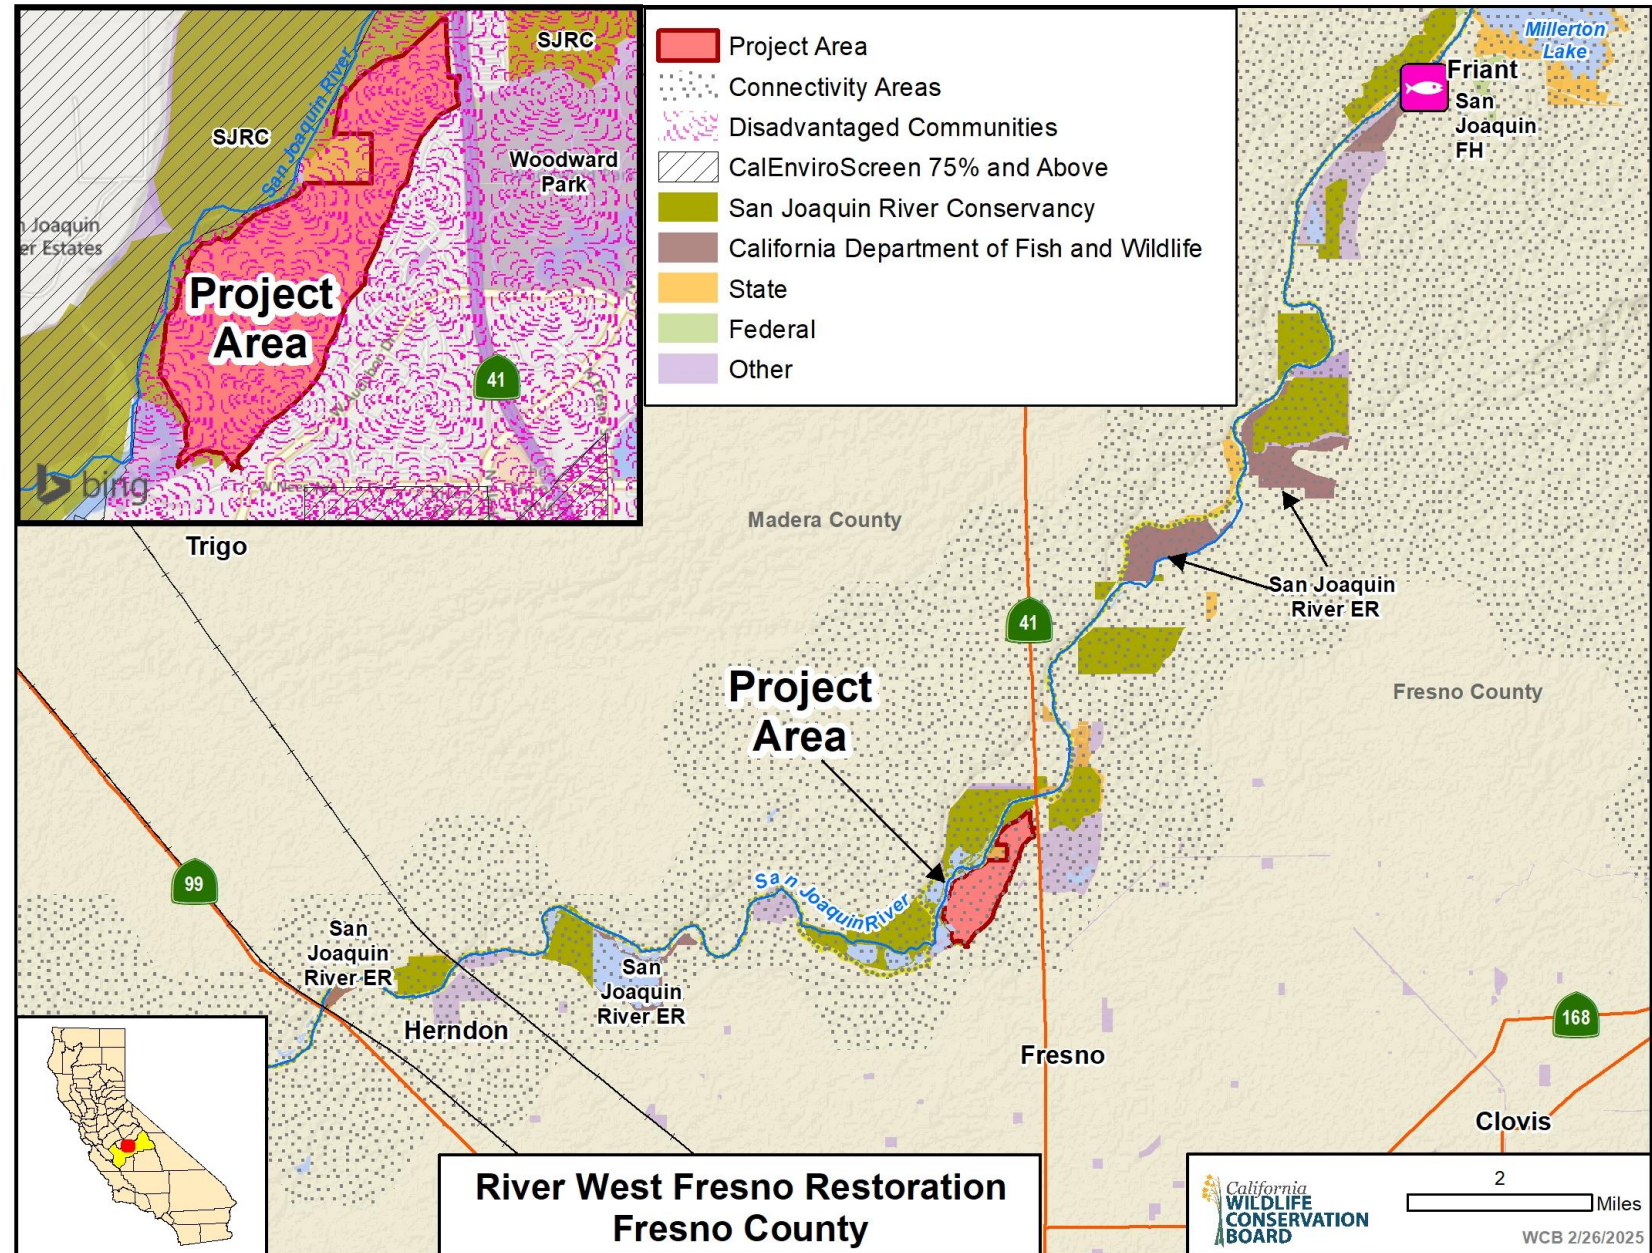 SJRC
San Joaquin River
SJRC
Woodward
Park
Joaquin
er Estates
Project
Area
41
bing
Project Area
Connectivity Areas
Disadvantaged Communities
CalEnviroScreen 75% and Above
San Joaquin River Conservancy
California Department of Fish and Wildlife
State
Federal
Other
Millerton
Lake
Friant
San
Joaquin
FH
Trigo
Madera County
San Joaquin
River ER
41
Fresno County
Project
Area
99
San Joaquin River
San
Joaquin
River ER
San
Joaquin
River ER
Herndon
Fresno
168
Clovis
River West Fresno Restoration
Fresno County
California
WILDLIFE
CONSERVATION
BOARD
2
Miles
WCB 2/26/2025